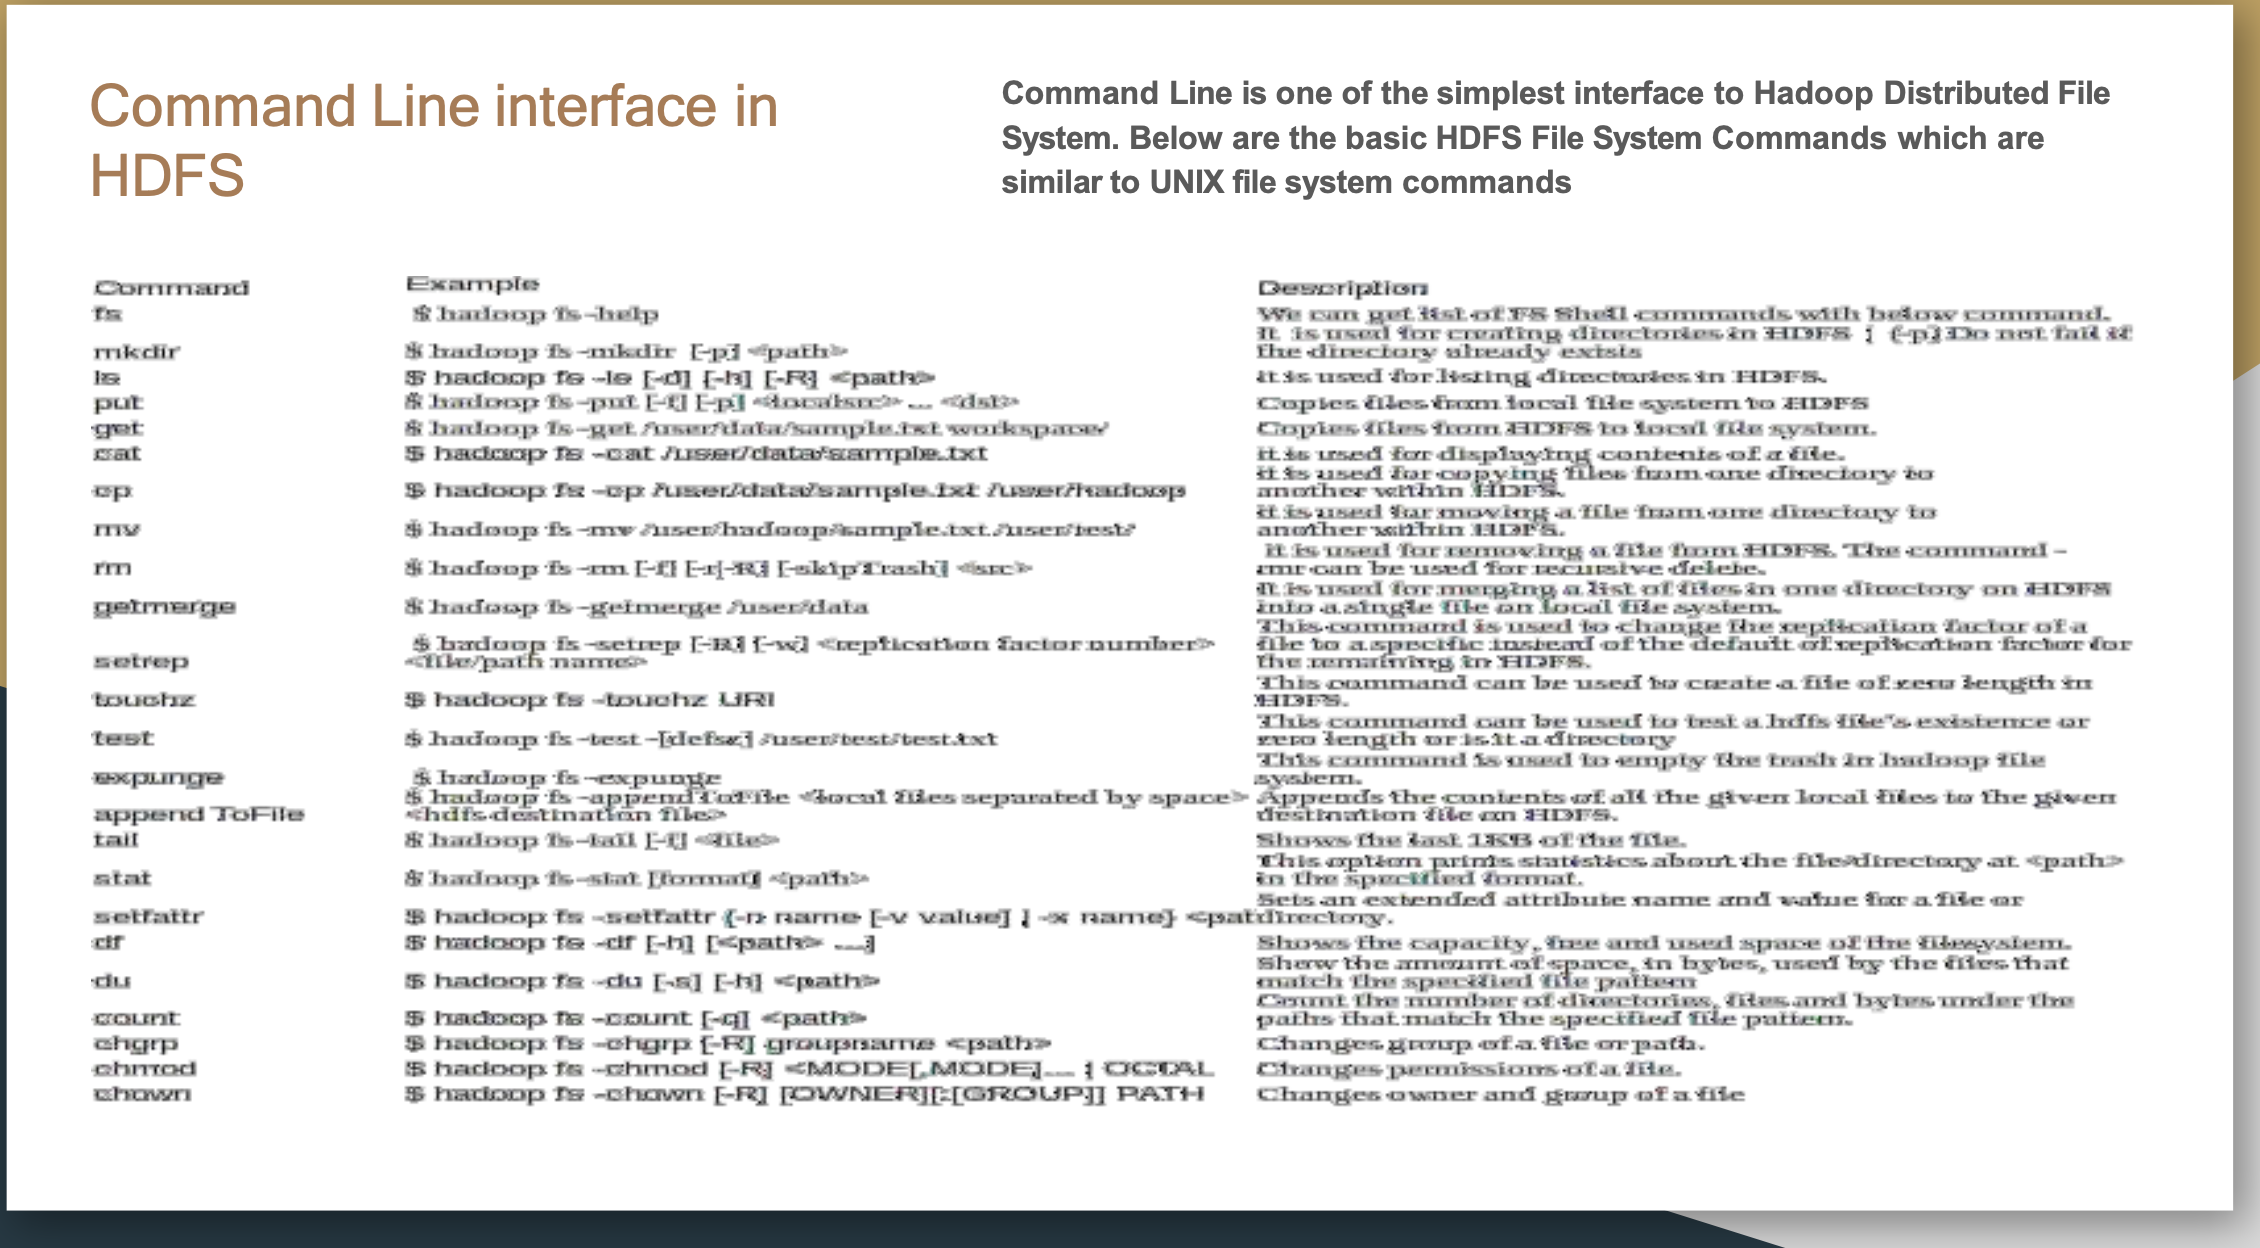 Command Line interface in
HDFS
Command Line is one of the simplest interface to Hadoop Distributed File
System. Below are the basic HDFS File System Commands which are
similar to UNIX file system commands
Command Example Description
fs $ hadoop fs -help We can get list of FS Shell commands with below command.
mkdir $ hadoop fs -mkdir [-p] <path> It is used for creating directories in HDFS ; {-p} Do not fail if
the directory already exists
ls $ hadoop fs -ls [-d] [-h] [-R] <path> it is used for listing directories in HDFS.
put $ hadoop fs -put [-f] [-p] <localsrc> ... <dst> Copies files from local file system to HDFS
get $ hadoop fs -get /user/data/sample.txt workspace/ Copies files from HDFS to local file system.
cat $ hadoop fs -cat /user/data/sample.txt it is used for displaying contents of a file.
cp $ hadoop fs -cp /user/data/sample.txt /user/hadoop it is used for copying files from one directory to
another within HDFS.
mv $ hadoop fs -mv /user/hadoop/sample.txt /user/test/ it is used for moving a file from one directory to
another within HDFS.
rm $ hadoop fs -rm [-f] [-r|-R] [-skipTrash] <src> it is used for removing a file from HDFS. The command -
rmr can be used for recursive delete.
getmerge $ hadoop fs -getmerge /user/data It is used for merging a list of files in one directory on HDFS
into a single file on local file system.
setrep $ hadoop fs -setrep [-R] [-w] <replication factor number> This command is used to change the replication factor of a
<file/path name> file to a specific instead of the default of replication factor for
the remaining in HDFS.
touchz $ hadoop fs -touchz URI This command can be used to create a file of zero length in
HDFS.
test $ hadoop fs -test -[defsz] /user/test/test.txt This command can be used to test a hdfs file's existence or
zero length or is it a directory
expunge $ hadoop fs -expunge This command is used to empty the trash in hadoop file
system.
append ToFile $ hadoop fs -appendToFile <local files separated by space> Appends the contents of all the given local files to the given
<hdfs destination file> destination file on HDFS.
tail $ hadoop fs -tail [-f] <file> Shows the last 1KB of the file.
stat $ hadoop fs -stat [format] <path> This option prints statistics about the file/directory at <path>
in the specified format.
setfattr $ hadoop fs -setfattr {-n name [-v value] | -x name} <pat Sets an extended attribute name and value for a file or
directory.
df $ hadoop fs -df [-h] [<path> ...] Shows the capacity, free and used space of the filesystem.
du $ hadoop fs -du [-s] [-h] <path> Show the amount of space, in bytes, used by the files that
match the specified file pattern
count $ hadoop fs -count [-q] <path> Count the number of directories, files and bytes under the
paths that match the specified file pattern.
chgrp $ hadoop fs -chgrp [-R] groupname <path> Changes group of a file or path.
chmod $ hadoop fs -chmod [-R] <MODE[,MODE]... | OCTAL Changes permissions of a file.
chown $ hadoop fs -chown [-R] [OWNER][:[GROUP]] PATH Changes owner and group of a file